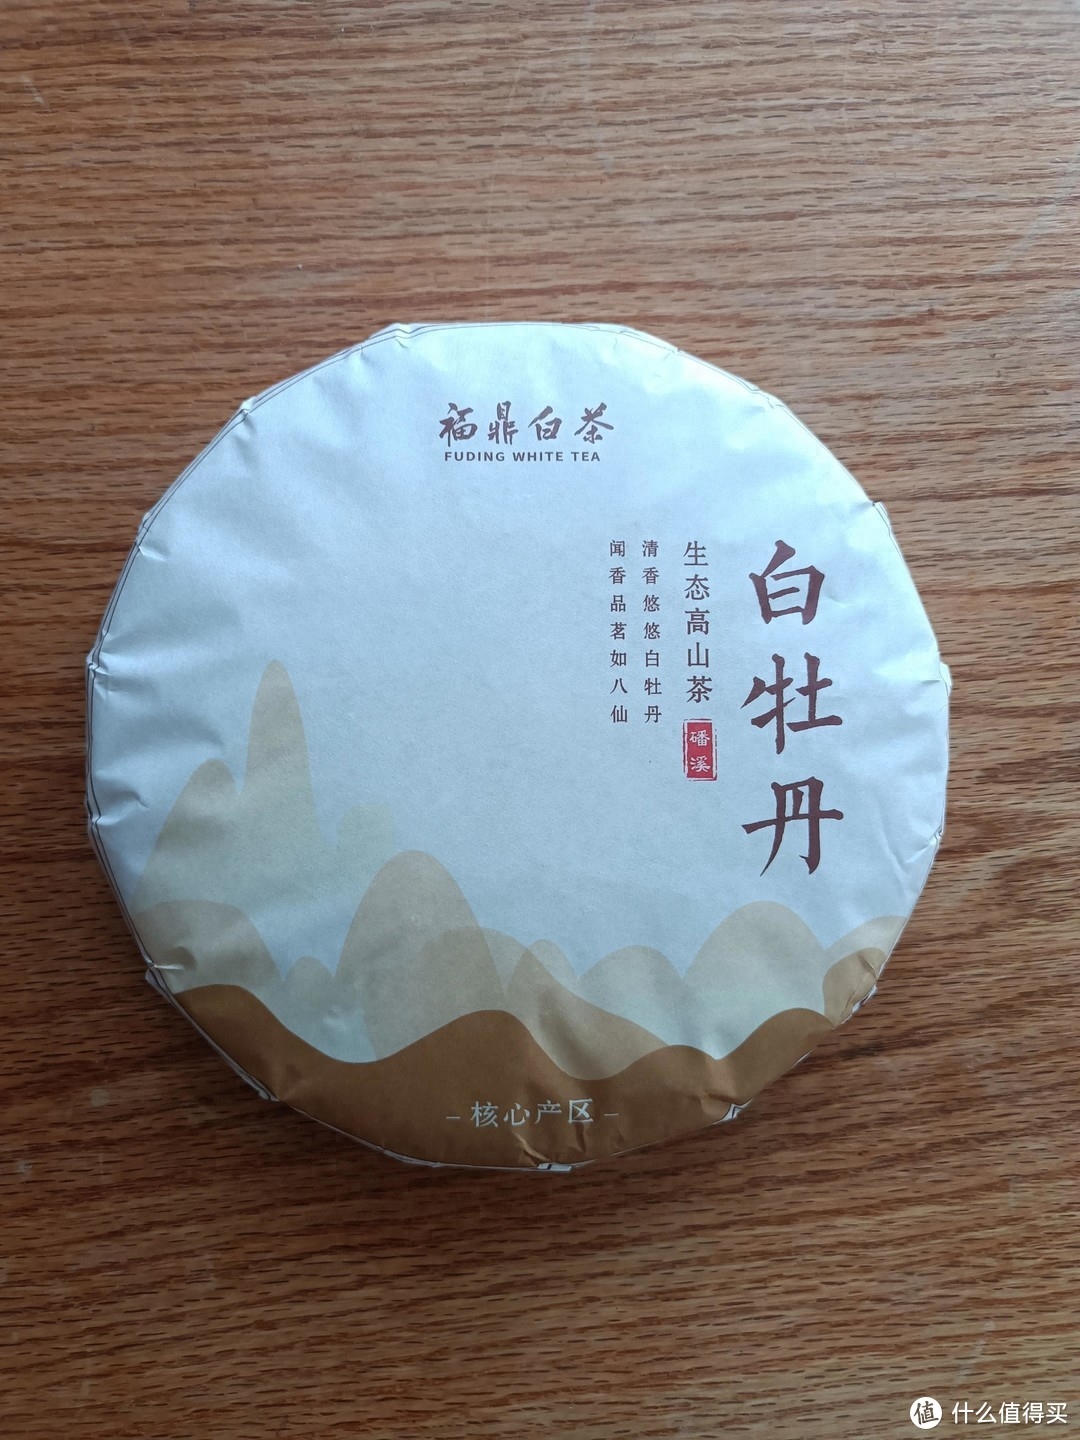 福鼎白茶
FUDING WHITE TEA
白牡丹
生态高山茶
磻溪
清香悠悠白牡丹
闻香品茗如八仙
－核心产区－
值 什么值得买